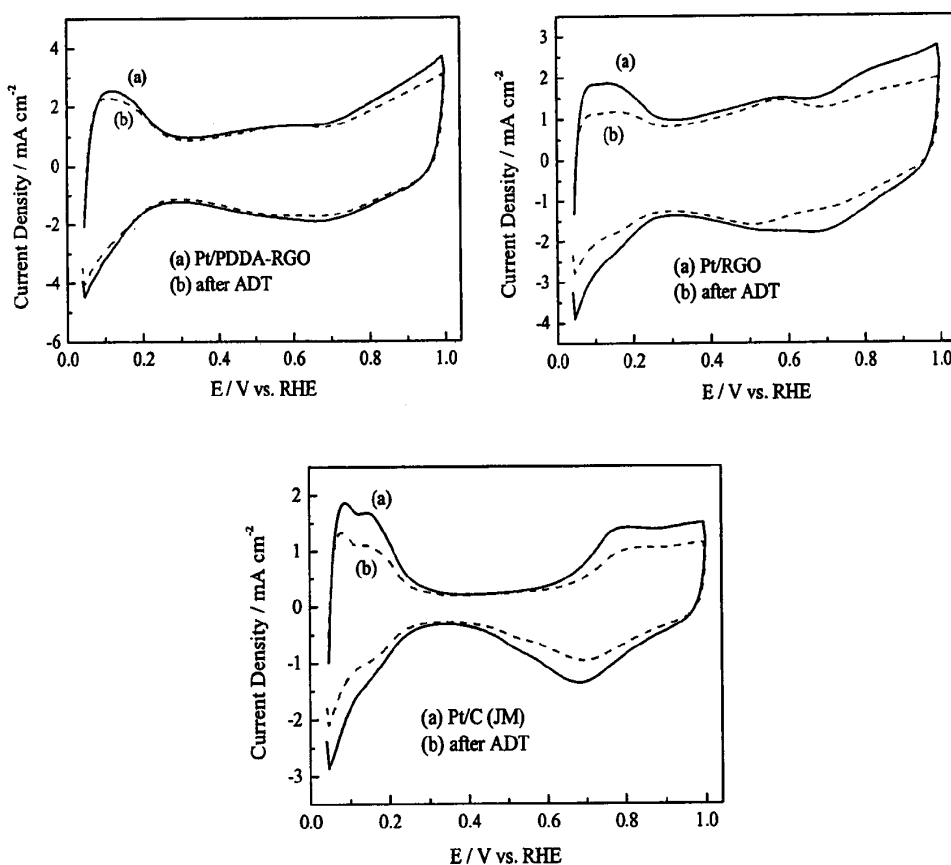 4
2
0
-2
-4
-6
0.0 0.2 0.4 0.6 0.8 1.0
Current Density / mA cm-2
E / V vs. RHE
(a)
(b)
(a) Pt/PDDA-RGO
(b) after ADT
3
2
1
0
-1
-2
-3
-4
0.0 0.2 0.4 0.6 0.8 1.0
Current Density / mA cm-2
E / V vs. RHE
(a)
(b)
(a) Pt/RGO
(b) after ADT
2
1
0
-1
-2
-3
0.0 0.2 0.4 0.6 0.8 1.0
Current Density / mA cm-2
E / V vs. RHE
(a)
(b)
(a) Pt/C (JM)
(b) after ADT